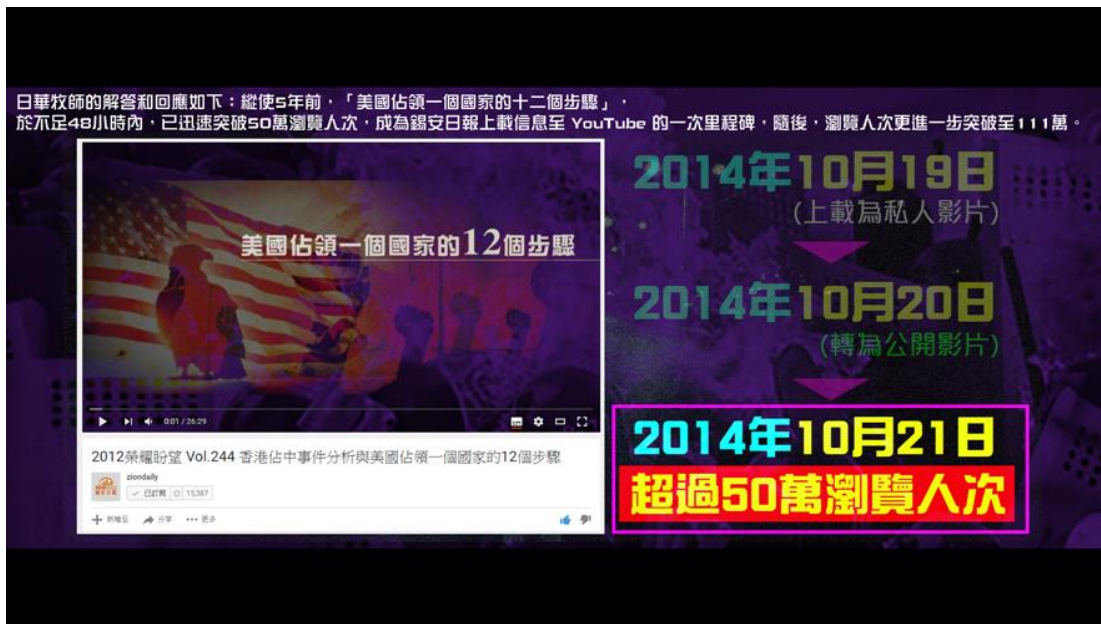 日華牧師的解答和回應如下：縱使5年前，「美國佔領一個國家的十二個步驟」，
於不足48小時內，已迅速突破50萬瀏覽人次，成為錫安日報上載信息至 YouTube 的一次里程碑，隨後，瀏覽人次更進一步突破至111萬。
美國佔領一個國家的12個步驟
0:01 / 26:29
2012榮耀盼望 Vol.244 香港佔中事件分析與美國佔領一個國家的12個步驟
ziondaily
已訂閱 15,387
新增至 分享 更多
2014年10月19日
(上載為私人影片)
2014年10月20日
(轉為公開影片)
2014年10月21日
超過50萬瀏覽人次